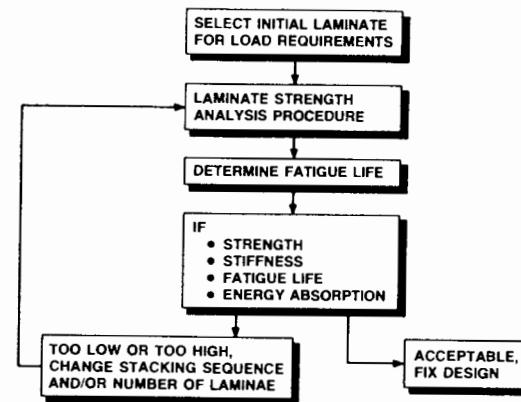 SELECT INITIAL LAMINATE
FOR LOAD REQUIREMENTS
LAMINATE STRENGTH
ANALYSIS PROCEDURE
DETERMINE FATIGUE LIFE
IF
● STRENGTH
● STIFFNESS
● FATIGUE LIFE
● ENERGY ABSORPTION
TOO LOW OR TOO HIGH,
CHANGE STACKING SEQUENCE
AND/OR NUMBER OF LAMINAE
ACCEPTABLE,
FIX DESIGN